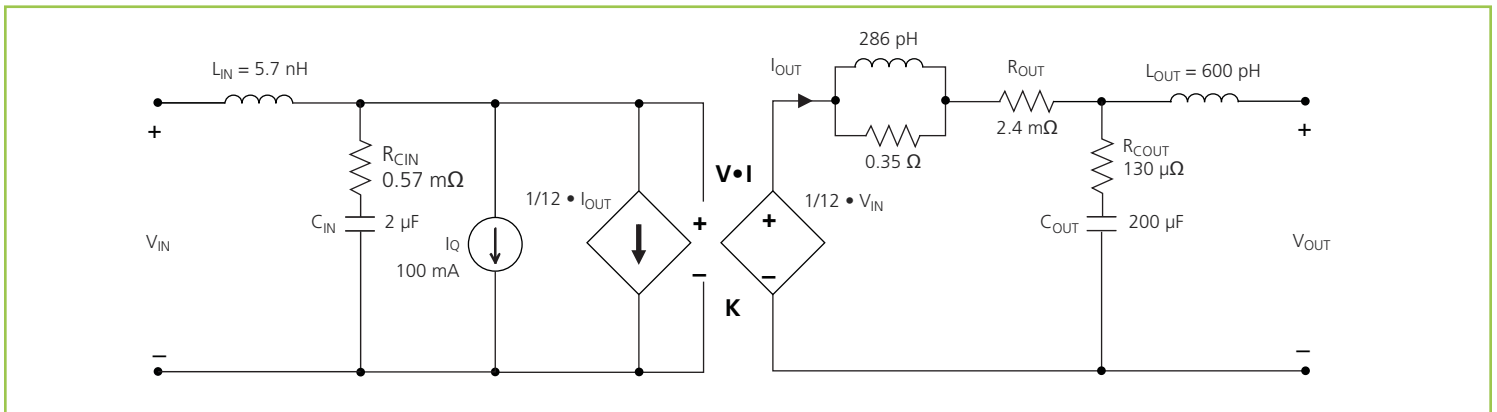 286 pH
L_IN = 5.7 nH
I_OUT
R_OUT
L_OUT = 600 pH
+
2.4 mΩ
+
R_CIN
0.57 mΩ
0.35 Ω
R_COUT
130 µΩ
V•I
1/12 • I_OUT
1/12 • V_IN
+
+
C_IN
2 µF
C_OUT
200 µF
V_IN
I_Q
100 mA
V_OUT
–
–
K
–
–